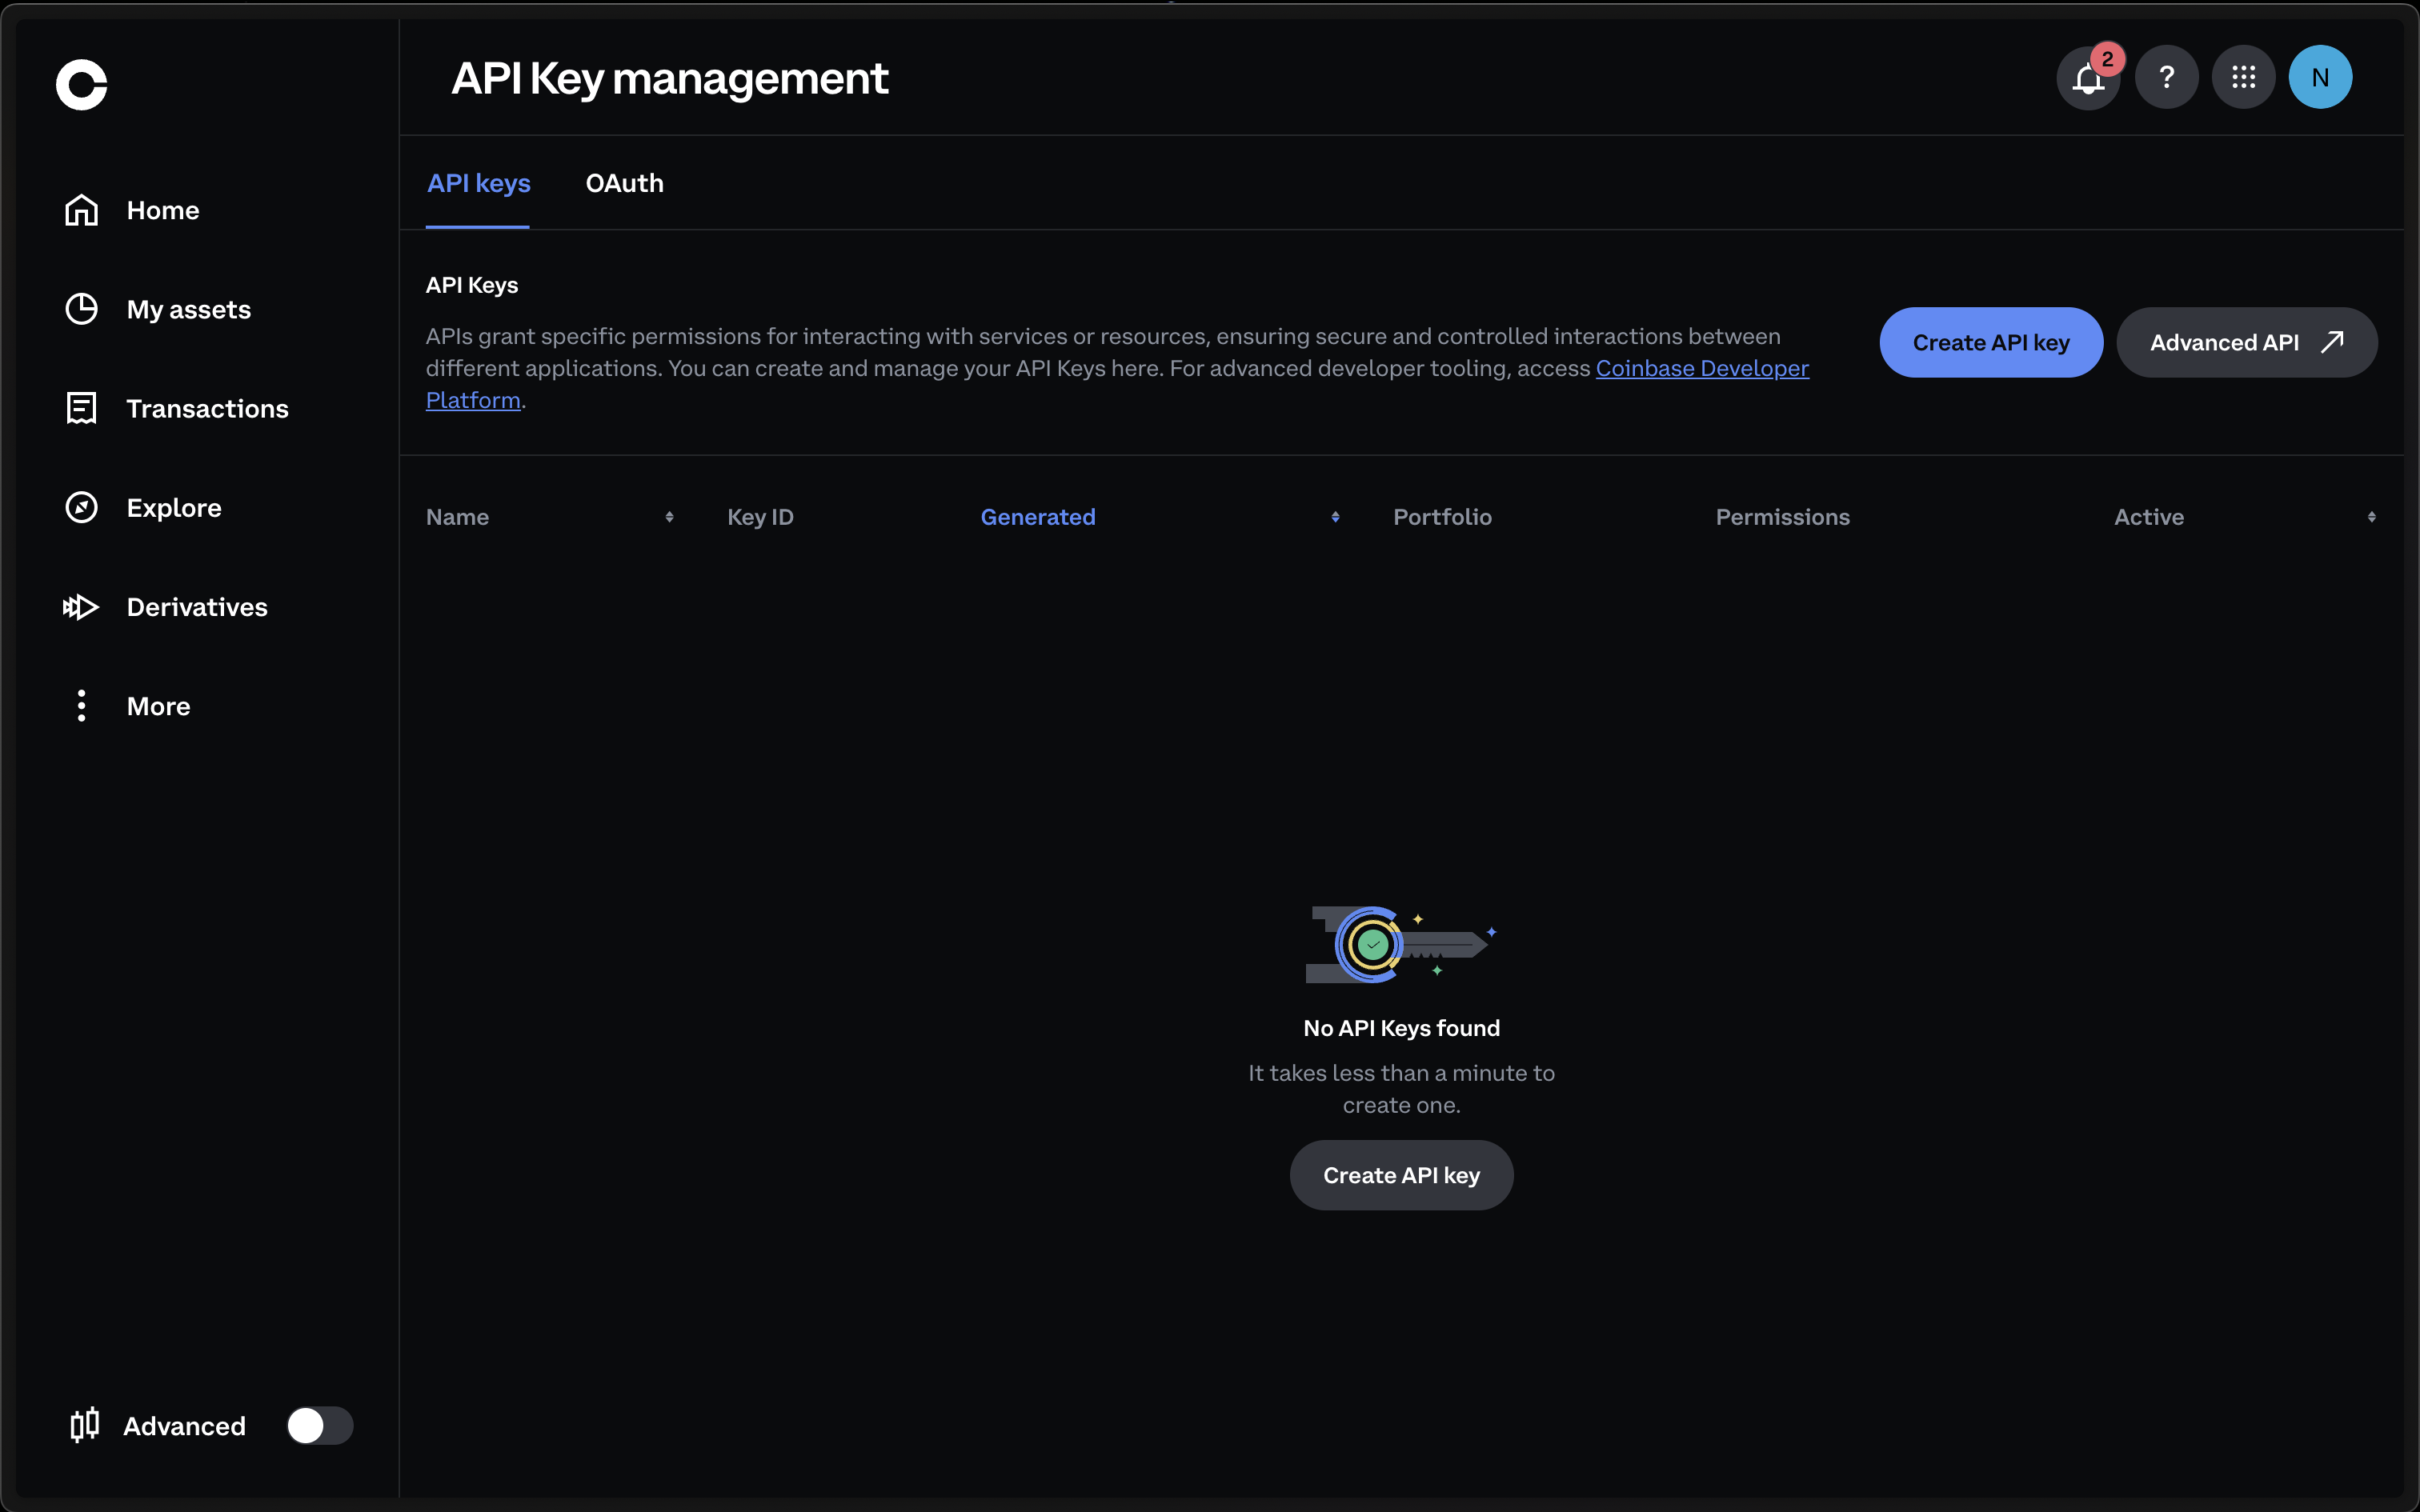 API Key management
2
?
N
Home
My assets
Transactions
Explore
Derivatives
More
Advanced
API keys
OAuth
API Keys
APIs grant specific permissions for interacting with services or resources, ensuring secure and controlled interactions between
different applications. You can create and manage your API Keys here. For advanced developer tooling, access Coinbase Developer
Platform.
Create API key
Advanced API
Name
Key ID
Generated
Portfolio
Permissions
Active
No API Keys found
It takes less than a minute to
create one.
Create API key